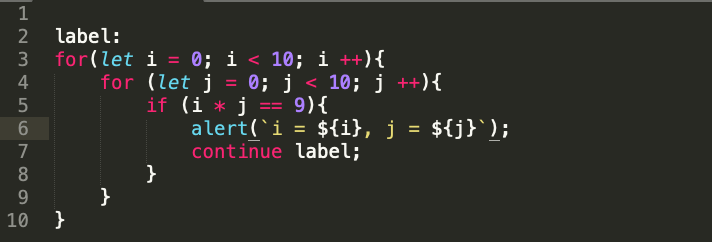 1
2 label:
3 for(let i = 0; i < 10; i ++){
4     for (let j = 0; j < 10; j ++){
5         if (i * j == 9){
6             alert(`i = ${i}, j = ${j}`);
7             continue label;
8         }
9     }
10 }